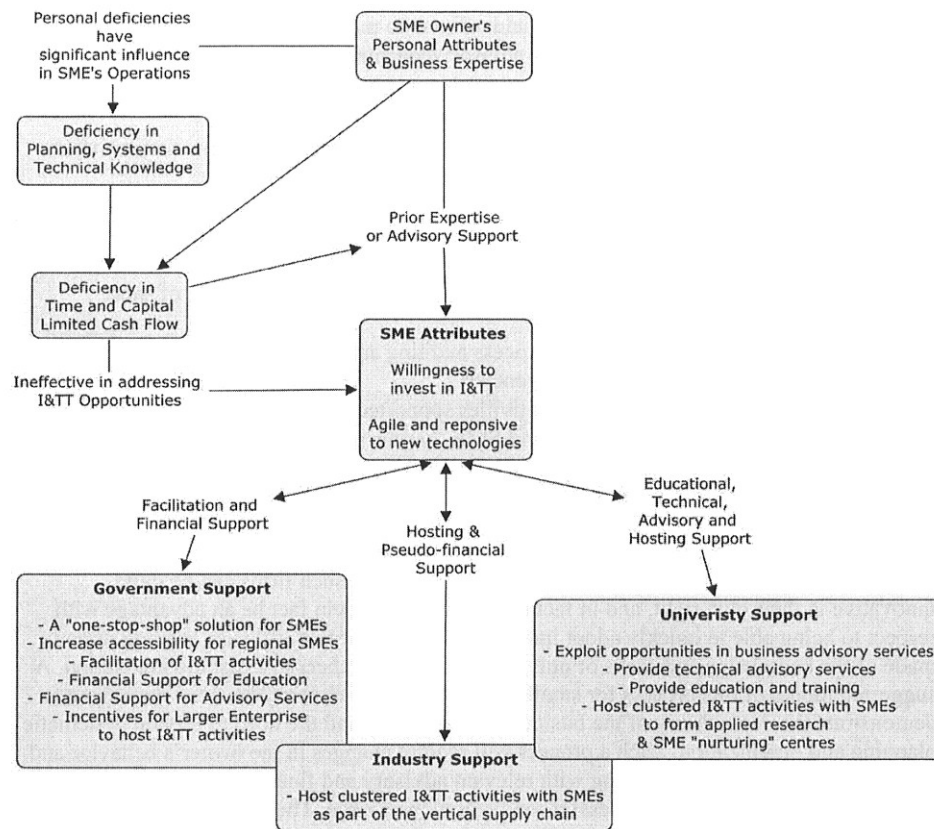 Personal deficiencies
have
significant influence
in SME's Operations
SME Owner's
Personal Attributes
& Business Expertise
Deficiency in
Planning, Systems and
Technical Knowledge
Prior Expertise
or Advisory Support
Deficiency in
Time and Capital
Limited Cash Flow
SME Attributes
Willingness to
invest in I&TT
Agile and reponsive
to new technologies
Ineffective in addressing
I&TT Opportunities
Facilitation and
Financial Support
Hosting &
Pseudo-financial
Support
Educational,
Technical,
Advisory and
Hosting Support
Government Support
- A "one-stop-shop" solution for SMEs
- Increase accessibility for regional SMEs
- Facilitation of I&TT activities
- Financial Support for Education
- Financial Support for Advisory Services
- Incentives for Larger Enterprise
to host I&TT activities
Industry Support
- Host clustered I&TT activities with SMEs
as part of the vertical supply chain
Univeristy Support
- Exploit opportunities in business advisory services
- Provide technical advisory services
- Provide education and training
- Host clustered I&TT activities with SMEs
to form applied research
& SME "nurturing" centres